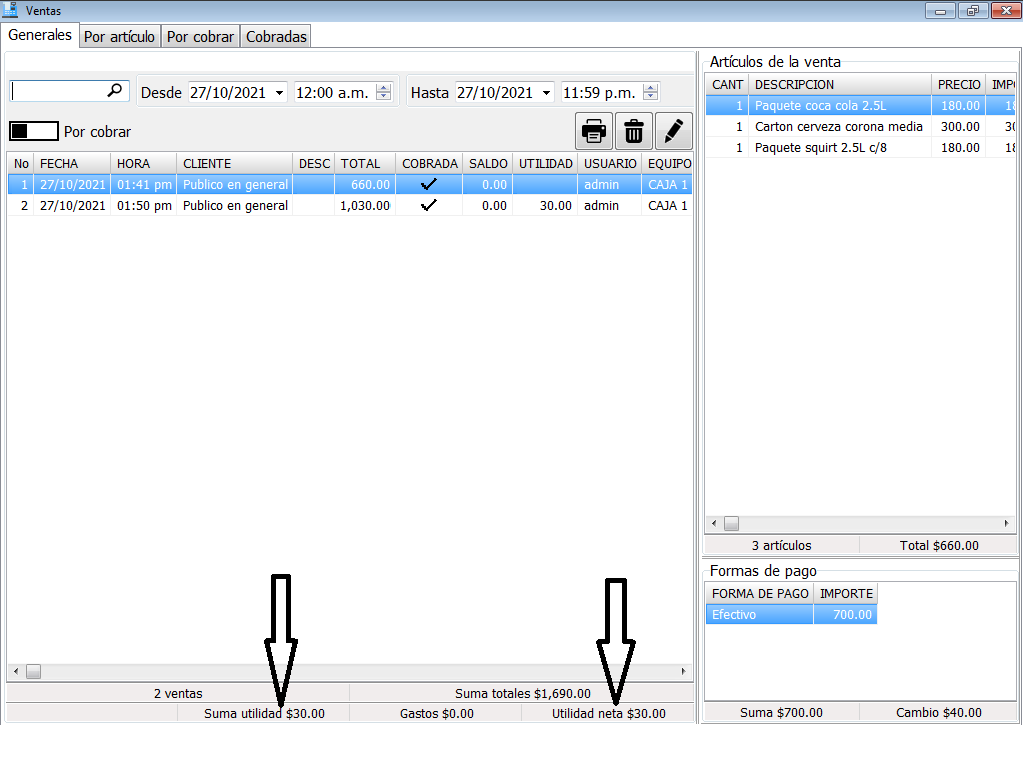 Ventas
Generales Por artículo Por cobrar Cobradas
Desde 27/10/2021 12:00 a.m. Hasta 27/10/2021 11:59 p.m.
Por cobrar
No FECHA HORA CLIENTE DESC TOTAL COBRADA SALDO UTILIDAD USUARIO EQUIPO
1 27/10/2021 01:41 pm Publico en general 660.00 0.00 admin CAJA 1
2 27/10/2021 01:50 pm Publico en general 1,030.00 0.00 30.00 admin CAJA 1
2 ventas Suma totales $1,690.00
Suma utilidad $30.00 Gastos $0.00 Utilidad neta $30.00
Artículos de la venta
CANT DESCRIPCION PRECIO IMPO
1 Paquete coca cola 2.5L 180.00 18
1 Carton cerveza corona media 300.00 30
1 Paquete squirt 2.5L c/8 180.00 18
3 artículos Total $660.00
Formas de pago
FORMA DE PAGO IMPORTE
Efectivo 700.00
Suma $700.00 Cambio $40.00